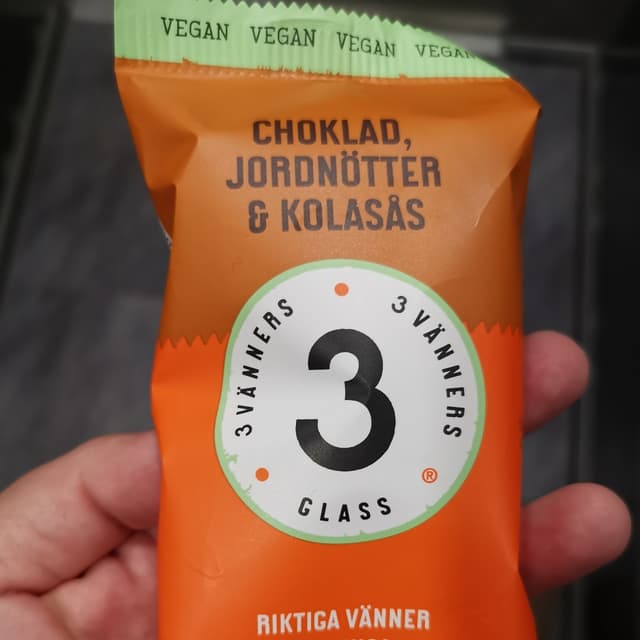 VEGAN VEGAN VEGAN VEGAN
CHOKLAD,
JORDNÖTTER
& KOLASÅS
3 VÄNNERS
3 VÄNNERS
3
GLASS
®
RIKTIGA VÄNNER